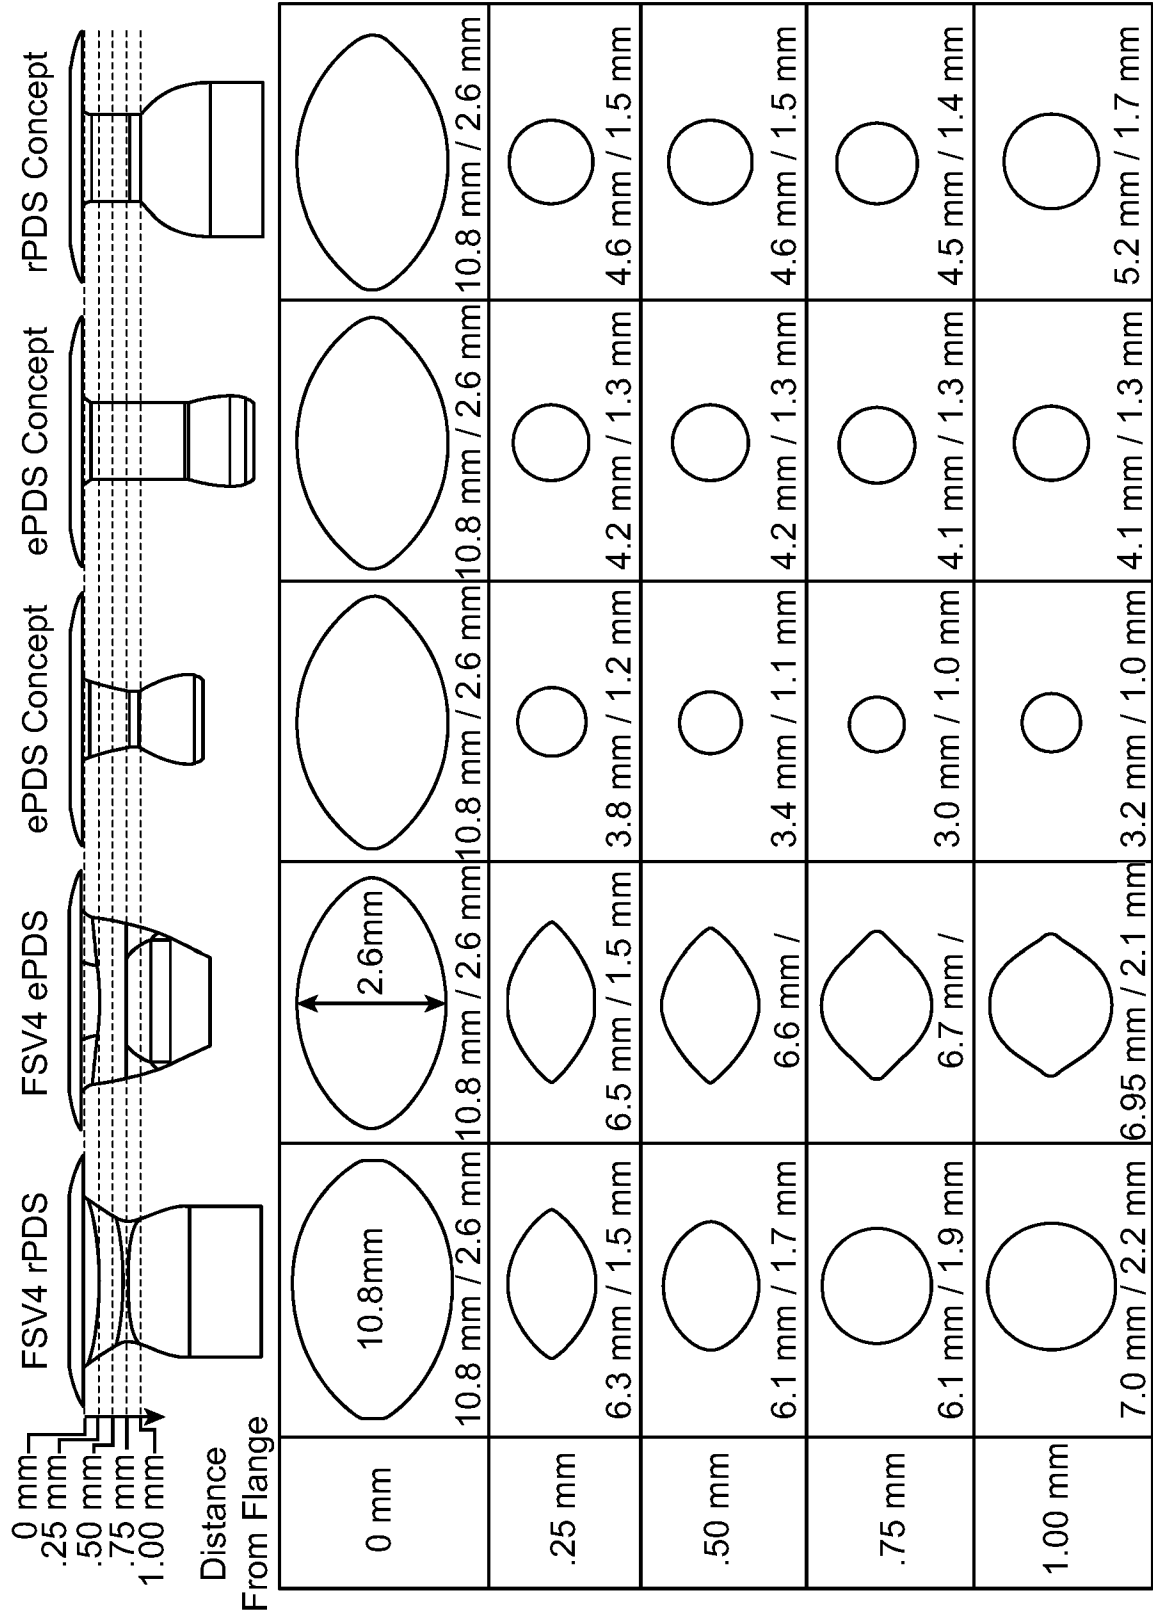 FSV4 rPDS
FSV4 ePDS
ePDS Concept
ePDS Concept
rPDS Concept
0 mm
.25 mm
.50 mm
.75 mm
1.00 mm
Distance
From Flange
0 mm
10.8mm
10.8 mm / 2.6 mm
2.6mm
10.8 mm / 2.6 mm
10.8 mm / 2.6 mm
10.8 mm / 2.6 mm
10.8 mm / 2.6 mm
.25 mm
6.3 mm / 1.5 mm
6.5 mm / 1.5 mm
3.8 mm / 1.2 mm
4.2 mm / 1.3 mm
4.6 mm / 1.5 mm
.50 mm
6.1 mm / 1.7 mm
6.6 mm /
3.4 mm / 1.1 mm
4.2 mm / 1.3 mm
4.6 mm / 1.5 mm
.75 mm
6.1 mm / 1.9 mm
6.7 mm /
3.0 mm / 1.0 mm
4.1 mm / 1.3 mm
4.5 mm / 1.4 mm
1.00 mm
7.0 mm / 2.2 mm
6.95 mm / 2.1 mm
3.2 mm / 1.0 mm
4.1 mm / 1.3 mm
5.2 mm / 1.7 mm